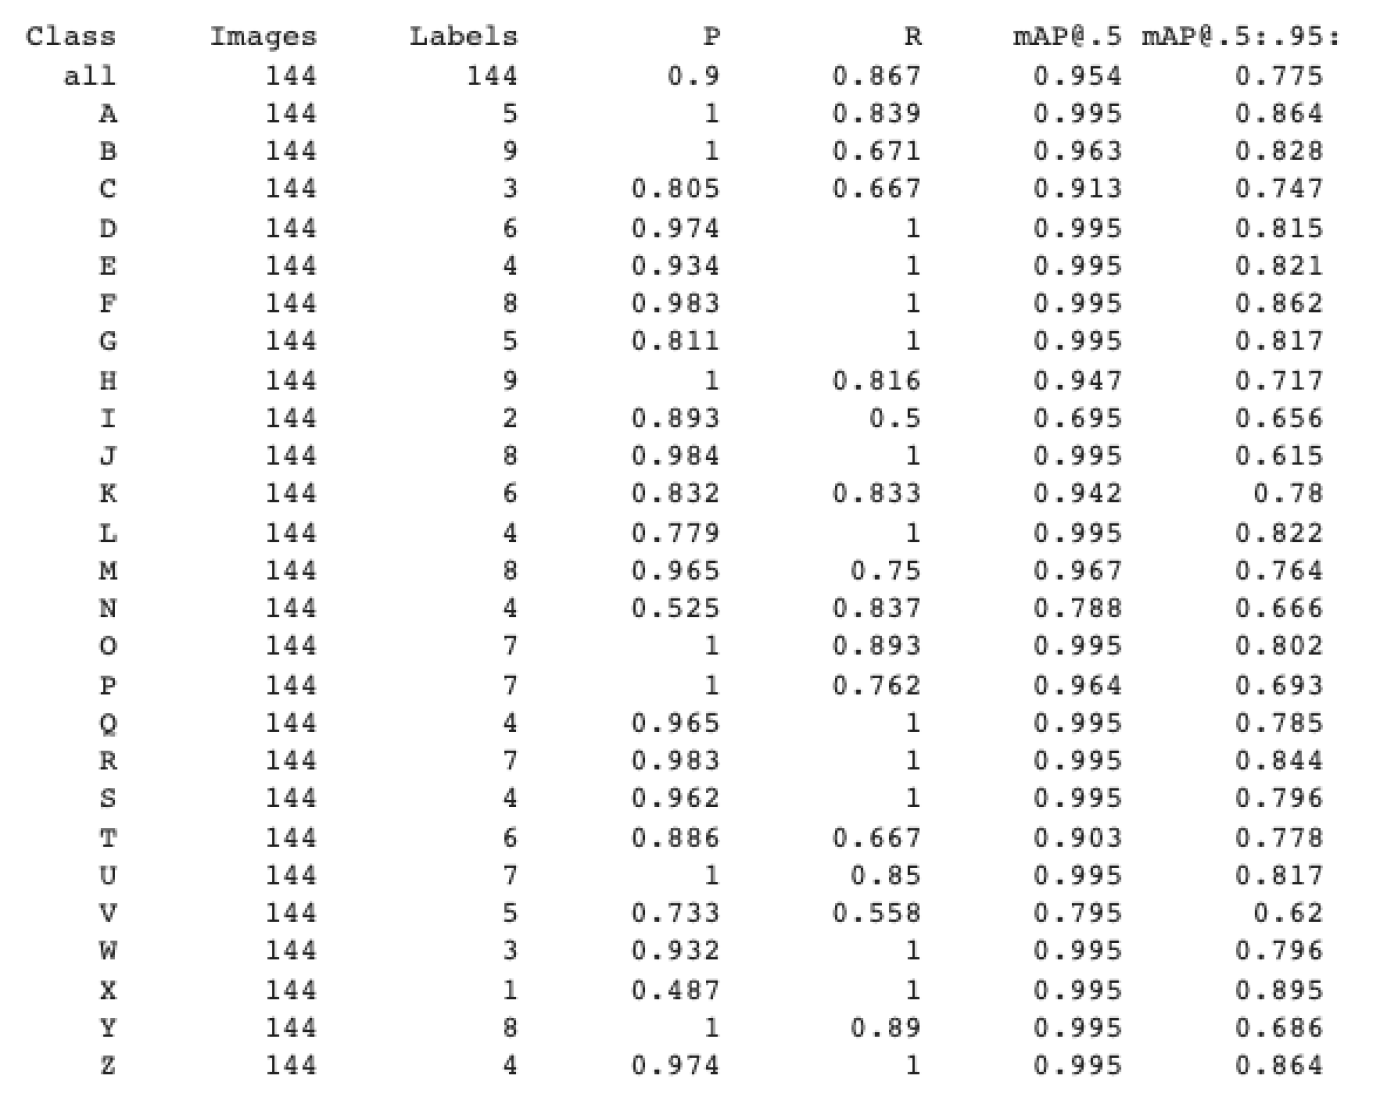 Class Images Labels P R mAP@.5 mAP@.5:.95:
all 144 144 0.9 0.867 0.954 0.775
A 144 5 1 0.839 0.995 0.864
B 144 9 1 0.671 0.963 0.828
C 144 3 0.805 0.667 0.913 0.747
D 144 6 0.974 1 0.995 0.815
E 144 4 0.934 1 0.995 0.821
F 144 8 0.983 1 0.995 0.862
G 144 5 0.811 1 0.995 0.817
H 144 9 1 0.816 0.947 0.717
I 144 2 0.893 0.5 0.695 0.656
J 144 8 0.984 1 0.995 0.615
K 144 6 0.832 0.833 0.942 0.78
L 144 4 0.779 1 0.995 0.822
M 144 8 0.965 0.75 0.967 0.764
N 144 4 0.525 0.837 0.788 0.666
O 144 7 1 0.893 0.995 0.802
P 144 7 1 0.762 0.964 0.693
Q 144 4 0.965 1 0.995 0.785
R 144 7 0.983 1 0.995 0.844
S 144 4 0.962 1 0.995 0.796
T 144 6 0.886 0.667 0.903 0.778
U 144 7 1 0.85 0.995 0.817
V 144 5 0.733 0.558 0.795 0.62
W 144 3 0.932 1 0.995 0.796
X 144 1 0.487 1 0.995 0.895
Y 144 8 1 0.89 0.995 0.686
Z 144 4 0.974 1 0.995 0.864